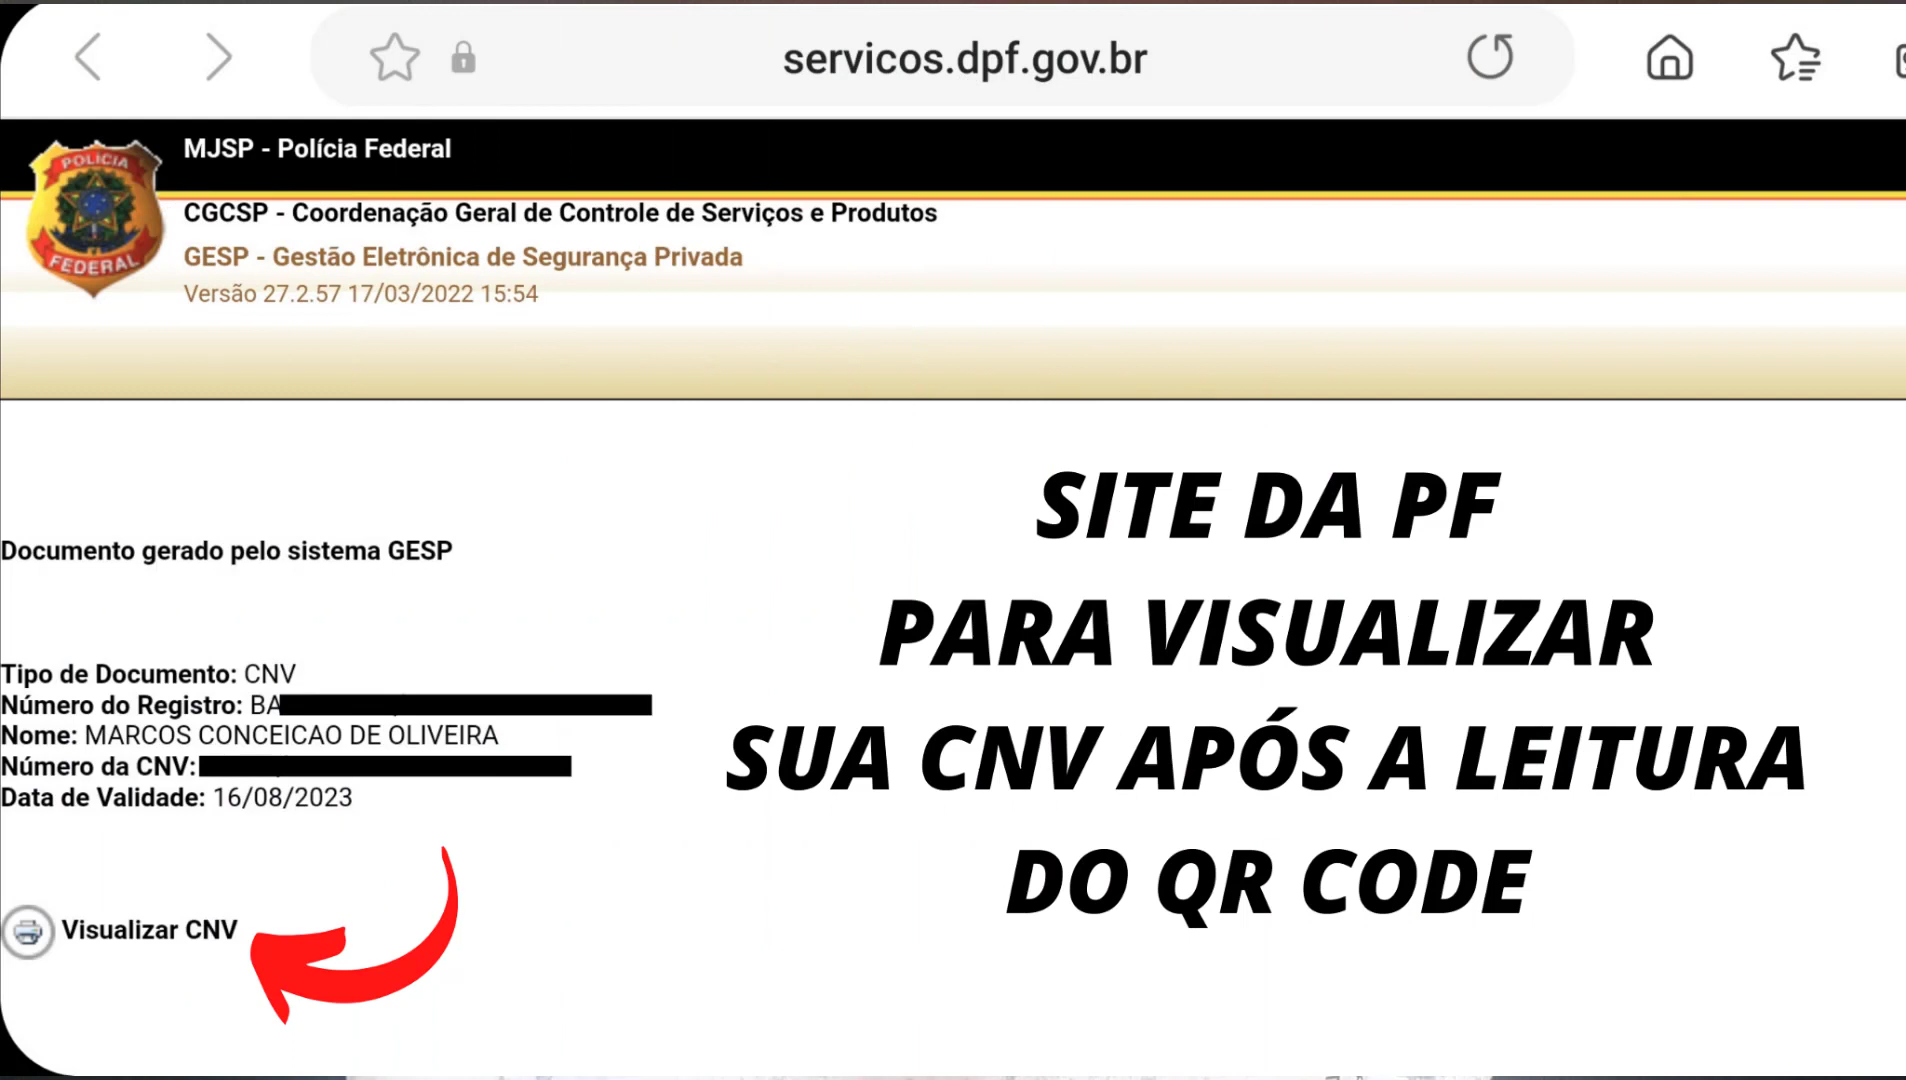 servicos.dpf.gov.br
POLÍCIA
FEDERAL
MJSP - Polícia Federal
CGCSP - Coordenação Geral de Controle de Serviços e Produtos
GESP - Gestão Eletrônica de Segurança Privada
Versão 27.2.57 17/03/2022 15:54
Documento gerado pelo sistema GESP
Tipo de Documento: CNV
Número do Registro: BA
Nome: MARCOS CONCEICAO DE OLIVEIRA
Número da CNV:
Data de Validade: 16/08/2023
Visualizar CNV
SITE DA PF
PARA VISUALIZAR
SUA CNV APÓS A LEITURA
DO QR CODE